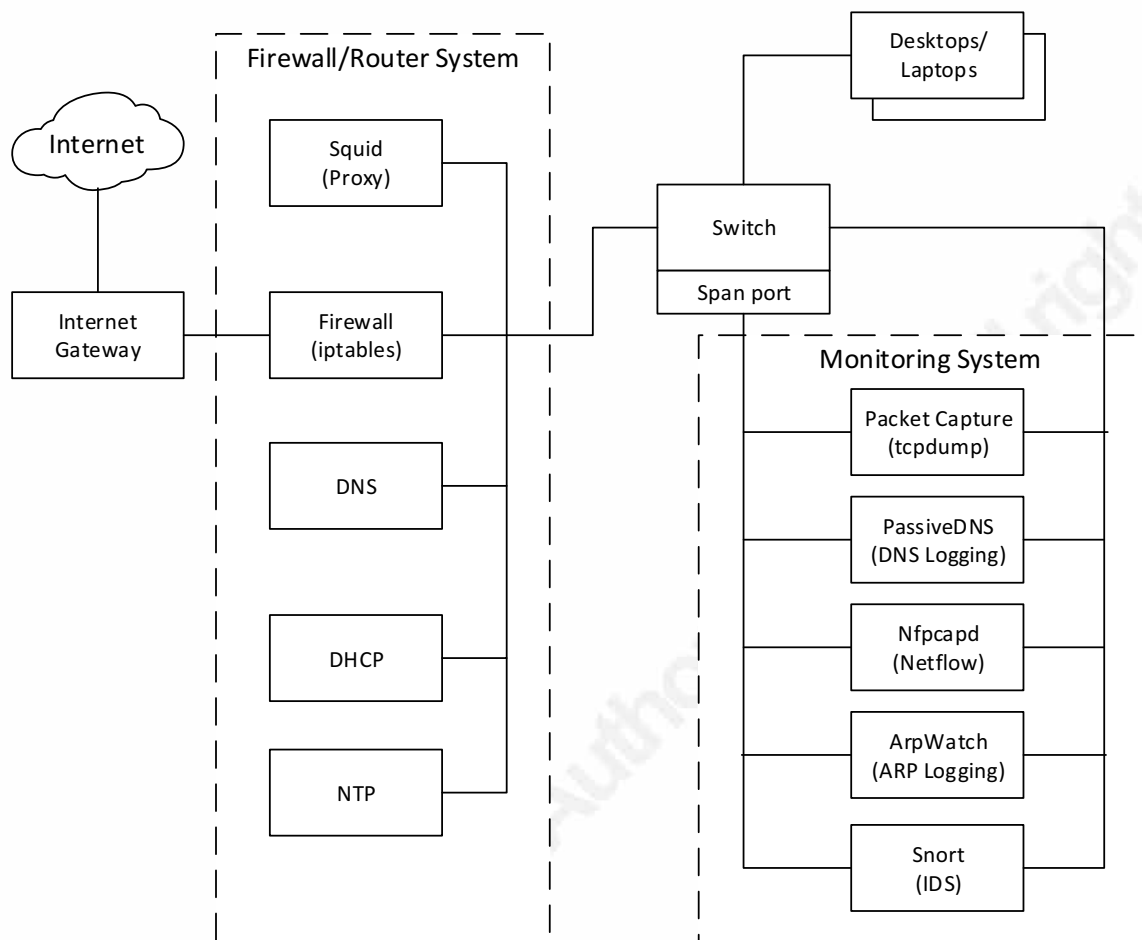 Firewall/Router System
Internet
Internet
Gateway
Squid
(Proxy)
Firewall
(iptables)
DNS
DHCP
NTP
Desktops/
Laptops
Switch
Span port
Monitoring System
Packet Capture
(tcpdump)
PassiveDNS
(DNS Logging)
Nfpcapd
(Netflow)
ArpWatch
(ARP Logging)
Snort
(IDS)